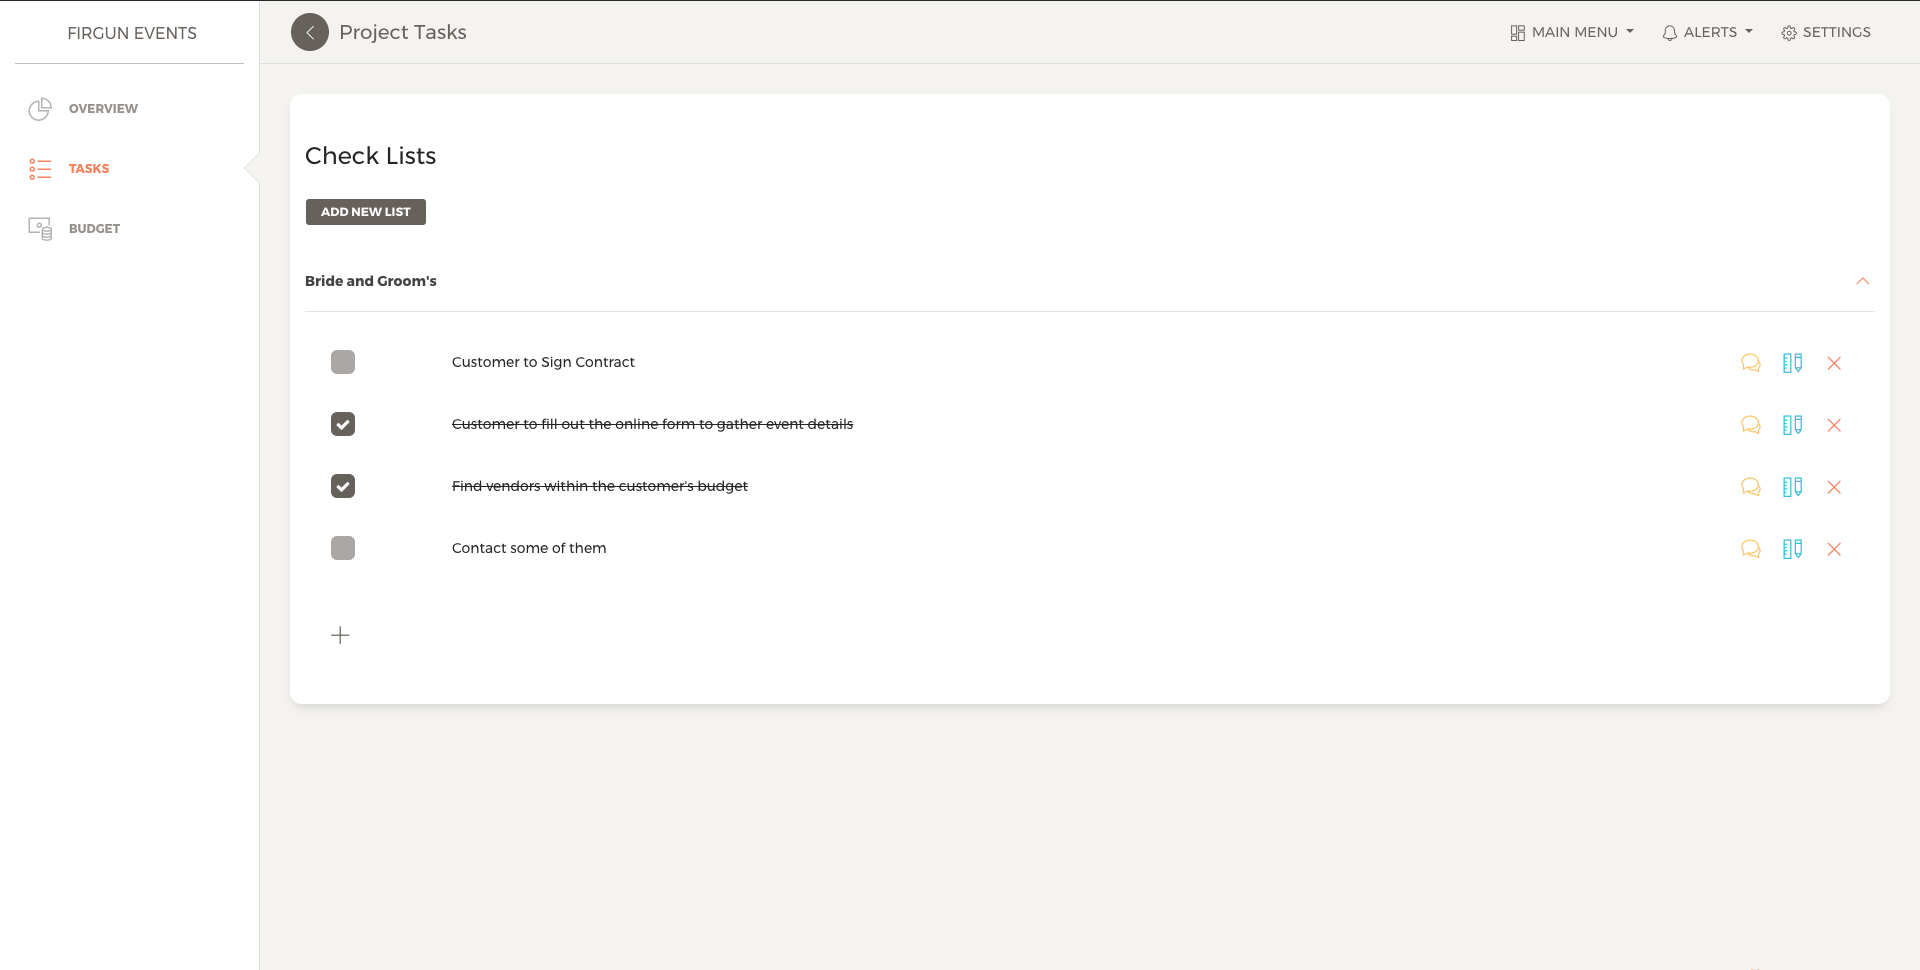 FIRGUN EVENTS
Project Tasks
MAIN MENU
ALERTS
SETTINGS
OVERVIEW
TASKS
BUDGET
Check Lists
ADD NEW LIST
Bride and Groom's
Customer to Sign Contract
Customer to fill out the online form to gather event details
Find vendors within the customer's budget
Contact some of them